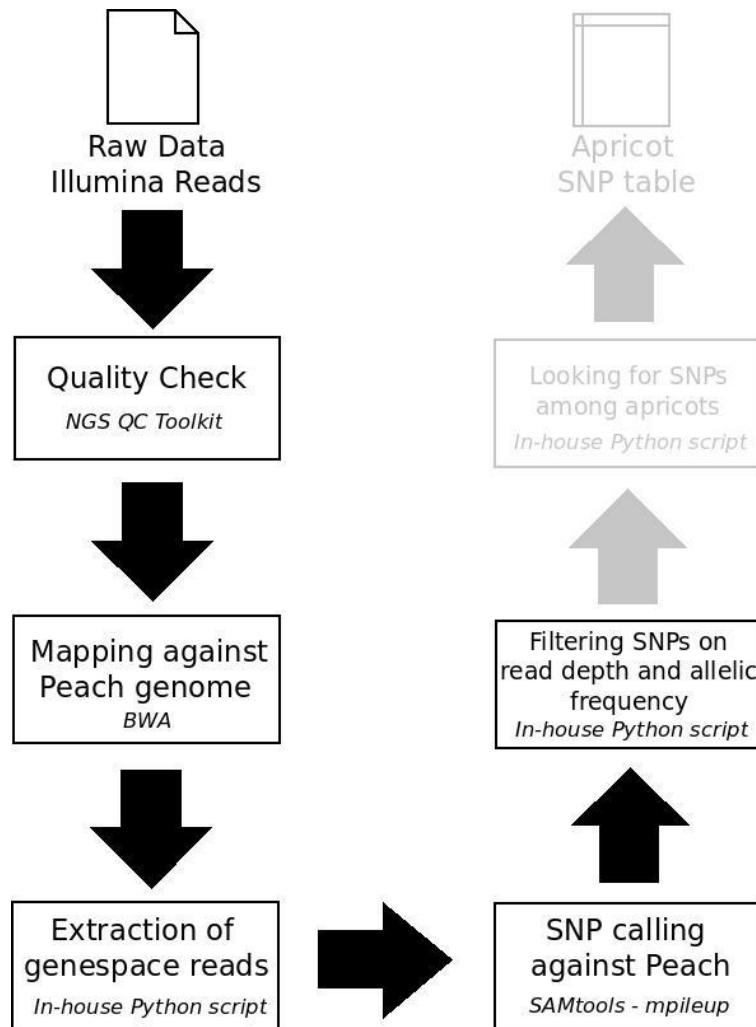 Raw Data
Illumina Reads
Quality Check
NGS QC Toolkit
Mapping against
Peach genome
BWA
Extraction of
genespace reads
In-house Python script
SNP calling
against Peach
SAMtools - mpileup
Filtering SNPs on
read depth and allelic
frequency
In-house Python script
Looking for SNPs
among apricots
In-house Python script
Apricot
SNP table